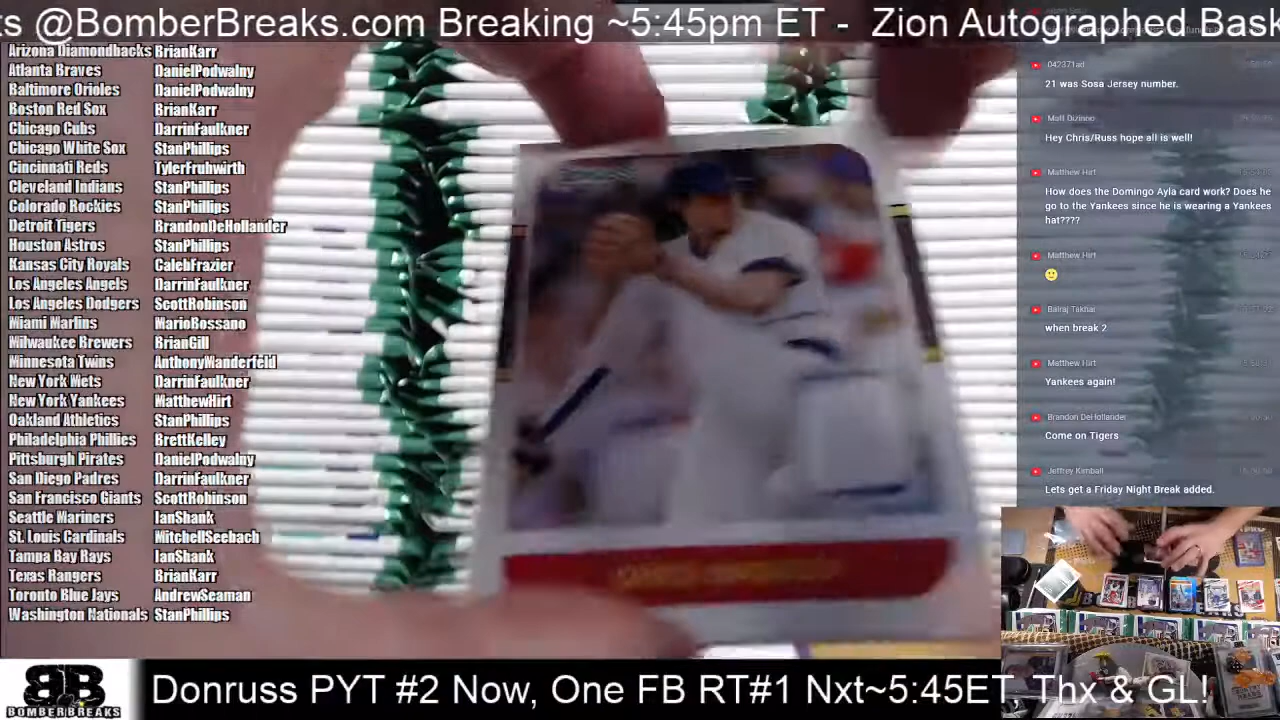 ts @BomberBreaks.com Breaking ~5:45pm ET - Zion Autographed Bask
Arizona Diamondbacks BrianKarr
Atlanta Braves DanielPodwalny
Baltimore Orioles DanielPodwalny
Boston Red Sox BrianKarr
Chicago Cubs DarrinFaulkner
Chicago White Sox StanPhillips
Cincinnati Reds TylerFruhwirth
Cleveland Indians StanPhillips
Colorado Rockies StanPhillips
Detroit Tigers BrandonDeHollander
Houston Astros StanPhillips
Kansas City Royals CalebFrazier
Los Angeles Angels DarrinFaulkner
Los Angeles Dodgers ScottRobinson
Miami Marlins MarioBossano
Milwaukee Brewers BrianGill
Minnesota Twins AnthonyManderfeld
New York Mets DarrinFaulkner
New York Yankees MatthewHirt
Oakland Athletics StanPhillips
Philadelphia Phillies BrettKelley
Pittsburgh Pirates DanielPodwalny
San Diego Padres DarrinFaulkner
San Francisco Giants ScottRobinson
Seattle Mariners IanShank
St. Louis Cardinals MitchellSeebach
Tampa Bay Rays IanShank
Texas Rangers BrianKarr
Toronto Blue Jays AndrewSeaman
Washington Nationals StanPhillips
042371ad
21 was Sosa Jersey number.
Matt Dizinno
Hey Chris/Russ hope all is well!
Matthew Hirt
How does the Domingo Ayla card work? Does he
go to the Yankees since he is wearing a Yankees
hat????
Matthew Hirt
Balraj Takhar
when break 2
Matthew Hirt
Yankees again!
Brandon DeHollander
Come on Tigers
Jeffrey Kimball
Lets get a Friday Night Break added.
BB
BOMBERBREAKS
Donruss PYT #2 Now, One FB RT#1 Nxt~5:45ET. Thx & GL!